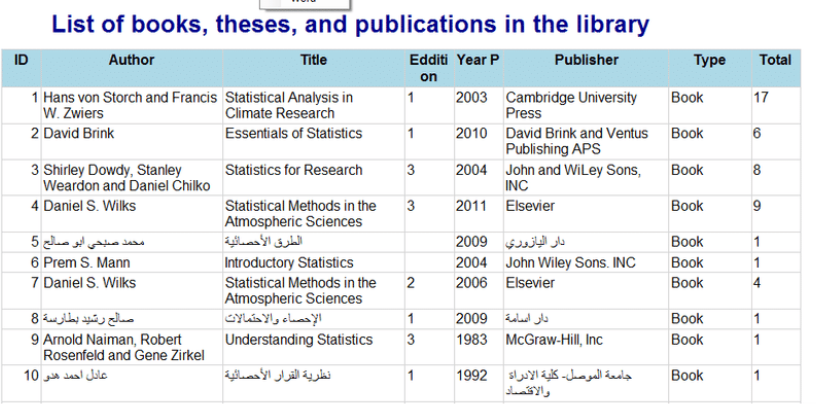 Word
List of books, theses, and publications in the library
ID Author Title Edditi Year P Publisher Type Total
on
1 Hans von Storch and Francis Statistical Analysis in 1 2003 Cambridge University Book 17
W. Zwiers Climate Research Press
2 David Brink Essentials of Statistics 1 2010 David Brink and Ventus Book 6
Publishing APS
3 Shirley Dowdy, Stanley Statistics for Research 3 2004 John and WiLey Sons, Book 8
Weardon and Daniel Chilko INC
4 Daniel S. Wilks Statistical Methods in the 3 2011 Elsevier Book 9
Atmospheric Sciences
5 محمد صبحي ابو صالح الطرق الأحصائية 2009 دار اليازوري Book 1
6 Prem S. Mann Introductory Statistics 2004 John Wiley Sons. INC Book 1
7 Daniel S. Wilks Statistical Methods in the 2 2006 Elsevier Book 4
Atmospheric Sciences
8 صالح رشيد بطارسة الإحصاء والاحتمالات 1 2009 دار اسامة Book 1
9 Arnold Naiman, Robert Understanding Statistics 3 1983 McGraw-Hill, Inc Book 1
Rosenfeld and Gene Zirkel
10 عادل احمد هدو نظرية القرار الأحصائية 1 1992 جامعة الموصل- كلية الادراة Book 1
والاقتصاد